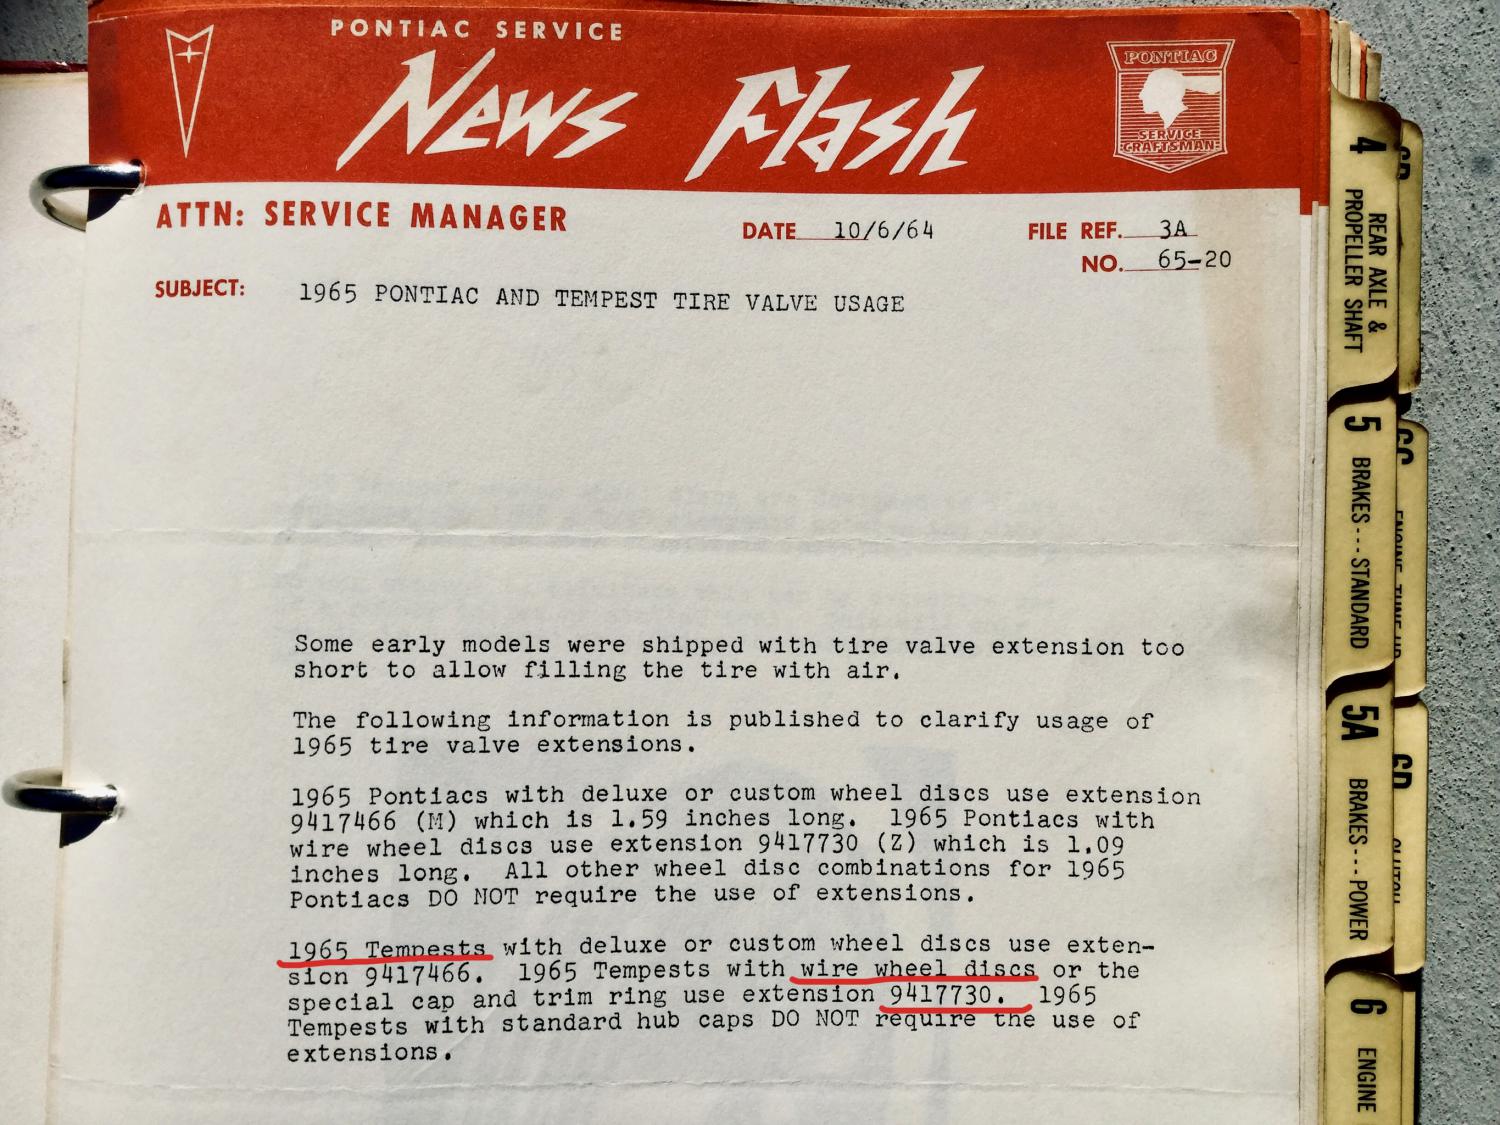 PONTIAC SERVICE
News Flash
PONTIAC
SERVICE
CRAFTSMAN
ATTN: SERVICE MANAGER
DATE 10/6/64
FILE REF. 3A
NO. 65-20
SUBJECT: 1965 PONTIAC AND TEMPEST TIRE VALVE USAGE
Some early models were shipped with tire valve extension too
short to allow filling the tire with air.
The following information is published to clarify usage of
1965 tire valve extensions.
1965 Pontiacs with deluxe or custom wheel discs use extension
9417466 (M) which is 1.59 inches long. 1965 Pontiacs with
wire wheel discs use extension 9417730 (Z) which is 1.09
inches long. All other wheel disc combinations for 1965
Pontiacs DO NOT require the use of extensions.
1965 Tempests with deluxe or custom wheel discs use exten-
sion 9417466. 1965 Tempests with wire wheel discs or the
special cap and trim ring use extension 9417730. 1965
Tempests with standard hub caps DO NOT require the use of
extensions.
4 REAR AXLE &
PROPELLER SHAFT
5 BRAKES---STANDARD
5A BRAKES---POWER
6 ENGINE
6C
6D